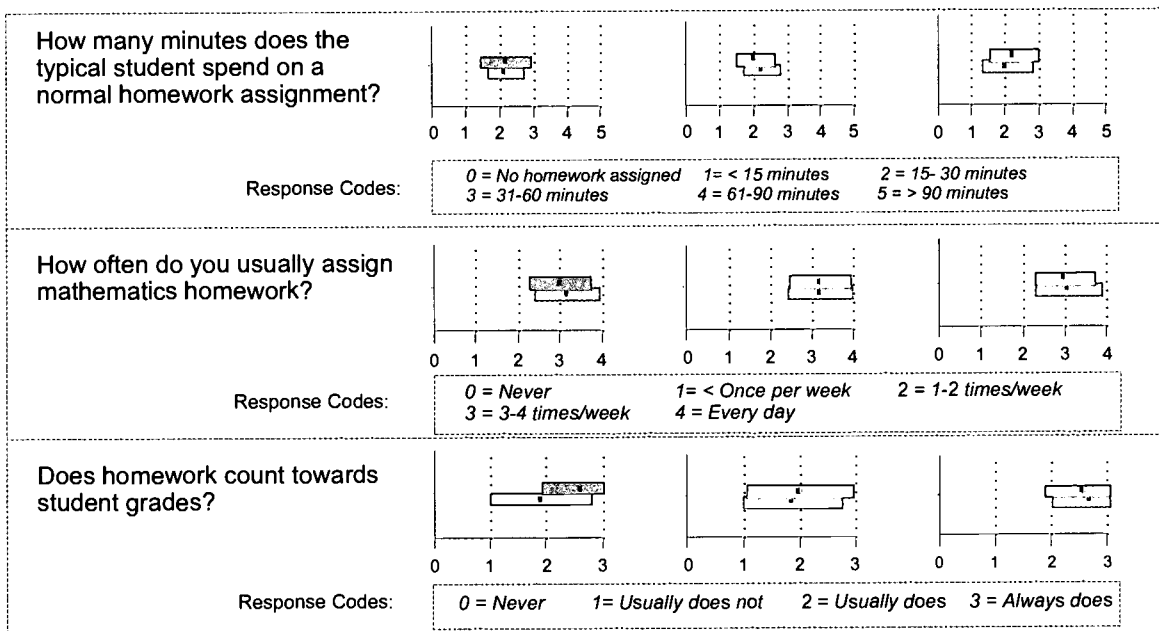 How many minutes does the
typical student spend on a
normal homework assignment?
0 1 2 3 4 5
0 1 2 3 4 5
0 1 2 3 4 5
Response Codes:
0 = No homework assigned 1= < 15 minutes 2 = 15- 30 minutes
3 = 31-60 minutes 4 = 61-90 minutes 5 = > 90 minutes
How often do you usually assign
mathematics homework?
0 1 2 3 4
0 1 2 3 4
0 1 2 3 4
Response Codes:
0 = Never 1= < Once per week 2 = 1-2 times/week
3 = 3-4 times/week 4 = Every day
Does homework count towards
student grades?
0 1 2 3
0 1 2 3
0 1 2 3
Response Codes:
0 = Never 1= Usually does not 2 = Usually does 3 = Always does